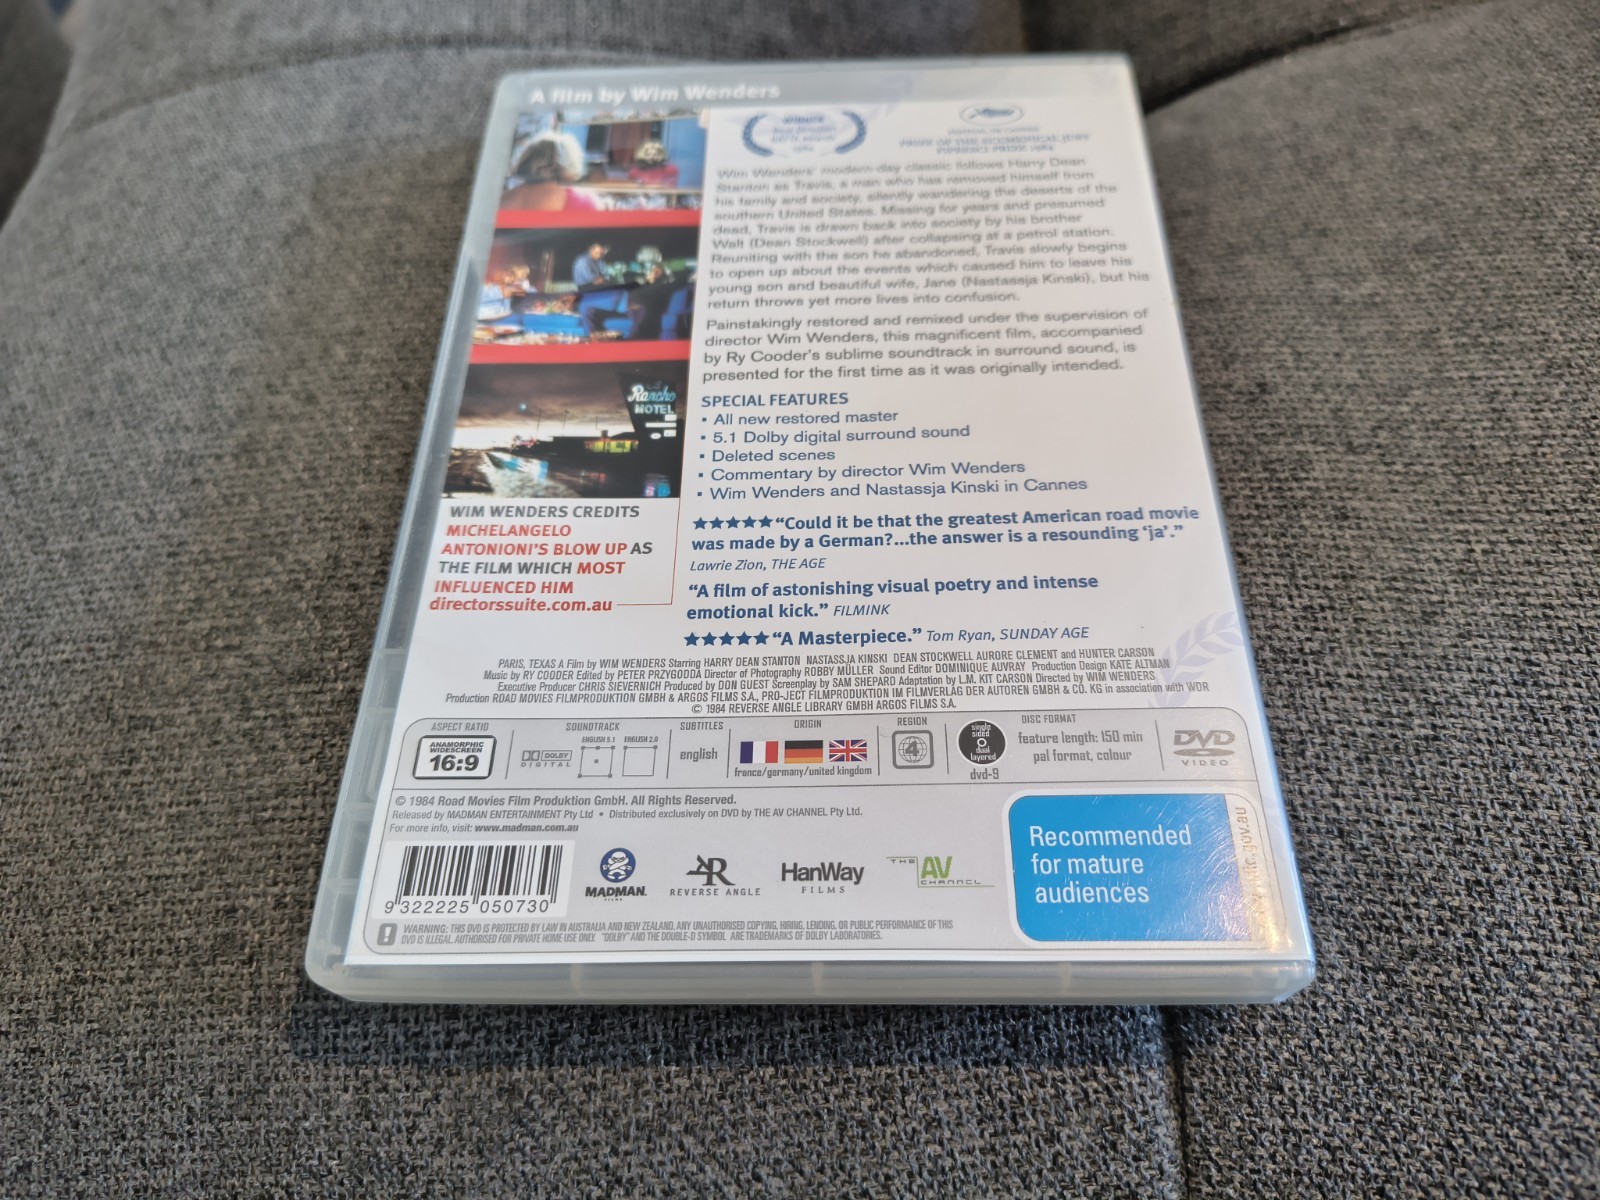 A film by Wim Wenders
WINNER
1984
PRIZE OF THE ECUMENICAL JURY
FIPRESCI PRIZE 1984
Wim Wenders' modern-day classic follows Harry Dean
Stanton as Travis, a man who has removed himself from
his family and society, silently wandering the deserts of the
southern United States. Missing for years and presumed
dead, Travis is drawn back into society by his brother
Walt (Dean Stockwell) after collapsing at a petrol station.
Reuniting with the son he abandoned, Travis slowly begins
to open up about the events which caused him to leave his
young son and beautiful wife, Jane (Nastassja Kinski), but his
return throws yet more lives into confusion.
Painstakingly restored and remixed under the supervision of
director Wim Wenders, this magnificent film, accompanied
by Ry Cooder's sublime soundtrack in surround sound, is
presented for the first time as it was originally intended.
Rancho
MOTEL
SPECIAL FEATURES
▪ All new restored master
▪ 5.1 Dolby digital surround sound
▪ Deleted scenes
▪ Commentary by director Wim Wenders
▪ Wim Wenders and Nastassja Kinski in Cannes
WIM WENDERS CREDITS
MICHELANGELO
ANTONIONI'S BLOW UP AS
THE FILM WHICH MOST
INFLUENCED HIM
directorssuite.com.au
★★★★★“Could it be that the greatest American road movie
was made by a German?...the answer is a resounding ‘ja’.”
Lawrie Zion, THE AGE
“A film of astonishing visual poetry and intense
emotional kick.” FILMINK
★★★★★“A Masterpiece.” Tom Ryan, SUNDAY AGE
PARIS, TEXAS A Film by WIM WENDERS Starring HARRY DEAN STANTON NASTASSJA KINSKI DEAN STOCKWELL AURORE CLEMENT and HUNTER CARSON
Music by RY COODER Edited by PETER PRZYGODDA Director of Photography ROBBY MÜLLER Sound Editor DOMINIQUE AUVRAY Production Design KATE ALTMAN
Executive Producer CHRIS SIEVERNICH Produced by DON GUEST Screenplay by SAM SHEPARD Adaptation by L.M. KIT CARSON Directed by WIM WENDERS
Production ROAD MOVIES FILMPRODUKTION GMBH & ARGOS FILMS S.A., PRO-JECT FILMPRODUKTION IM FILMVERLAG DER AUTOREN GMBH & CO. KG in association with WDR
© 1984 REVERSE ANGLE LIBRARY GMBH ARGOS FILMS S.A.
ASPECT RATIO
ANAMORPHIC
WIDESCREEN
16:9
SOUNDTRACK
DOLBY
DIGITAL
ENGLISH 5.1
ENGLISH 2.0
SUBTITLES
english
ORIGIN
france/germany/united kingdom
REGION
4
single
sided
dual
layered
dvd-9
DISC FORMAT
feature length: 150 min
pal format, colour
DVD
VIDEO
© 1984 Road Movies Film Produktion GmbH. All Rights Reserved.
Released by MADMAN ENTERTAINMENT Pty Ltd • Distributed exclusively on DVD by THE AV CHANNEL Pty Ltd.
For more info, visit: www.madman.com.au
9 322225 050730
MADMAN
FILMS
R
REVERSE ANGLE
HanWay
FILMS
THE AV
CHANNEL
Recommended
for mature
audiences
.gov.au
WARNING: THIS DVD IS PROTECTED BY LAW IN AUSTRALIA AND NEW ZEALAND, ANY UNAUTHORISED COPYING, HIRING, LENDING, OR PUBLIC PERFORMANCE OF THIS
DVD IS ILLEGAL. AUTHORISED FOR PRIVATE HOME USE ONLY. "DOLBY" AND THE DOUBLE-D SYMBOL ARE TRADEMARKS OF DOLBY LABORATORIES.